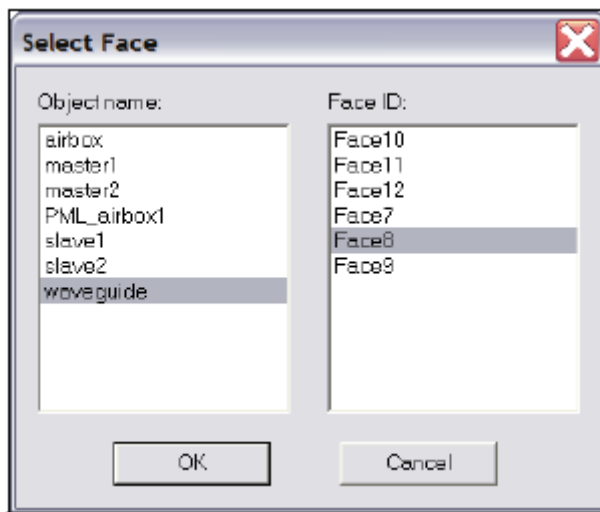 Select Face
Object name:
airbox
master1
master2
PML_airbox1
slave1
slave2
waveguide
Face ID:
Face10
Face11
Face12
Face7
Face8
Face9
OK
Cancel